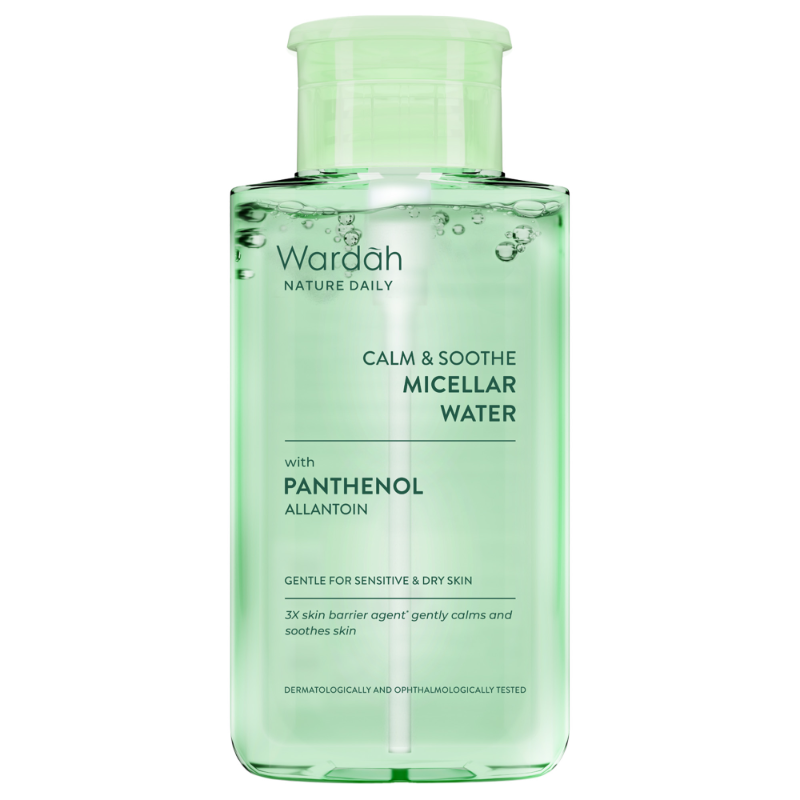 Wardàh
NATURE DAILY
CALM & SOOTHE
MICELLAR
WATER
with
PANTHENOL
ALLANTOIN
GENTLE FOR SENSITIVE & DRY SKIN
3X skin barrier agent* gently calms and
soothes skin
DERMATOLOGICALLY AND OPHTHALMOLOGICALLY TESTED